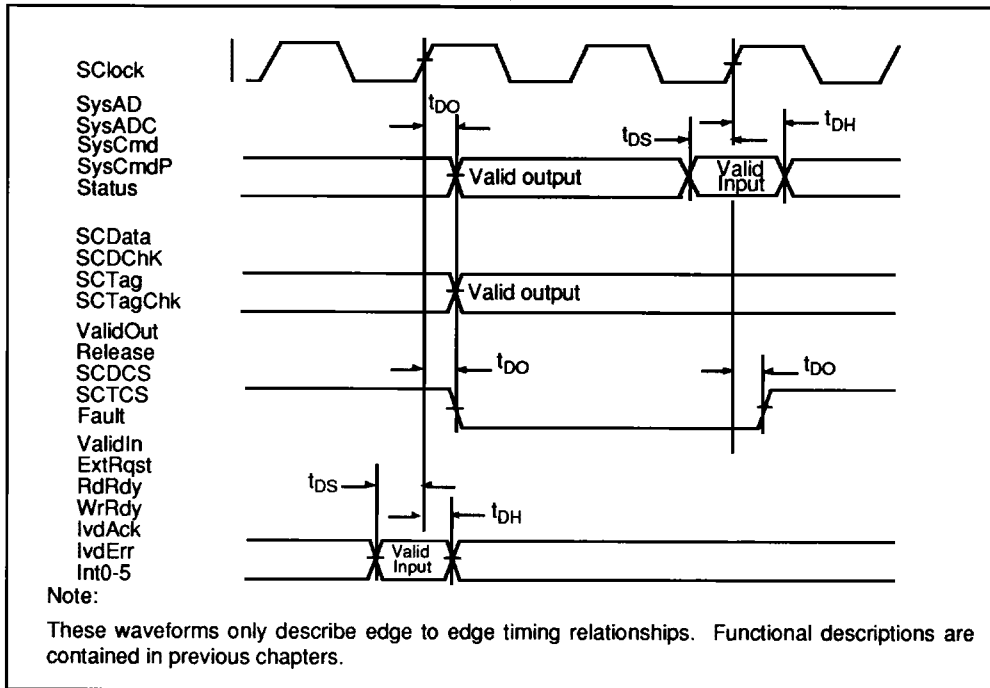 SClock
SysAD
SysADC
SysCmd
SysCmdP
Status
tDO
tDS
tDH
Valid output
Valid
Input
SCData
SCDChK
SCTag
SCTagChk
Valid output
ValidOut
Release
SCDCS
SCTCS
Fault
tDO
tDO
ValidIn
ExtRqst
RdRdy
WrRdy
IvdAck
IvdErr
Int0-5
tDS
tDH
Valid
Input
Note:
These waveforms only describe edge to edge timing relationships. Functional descriptions are
contained in previous chapters.